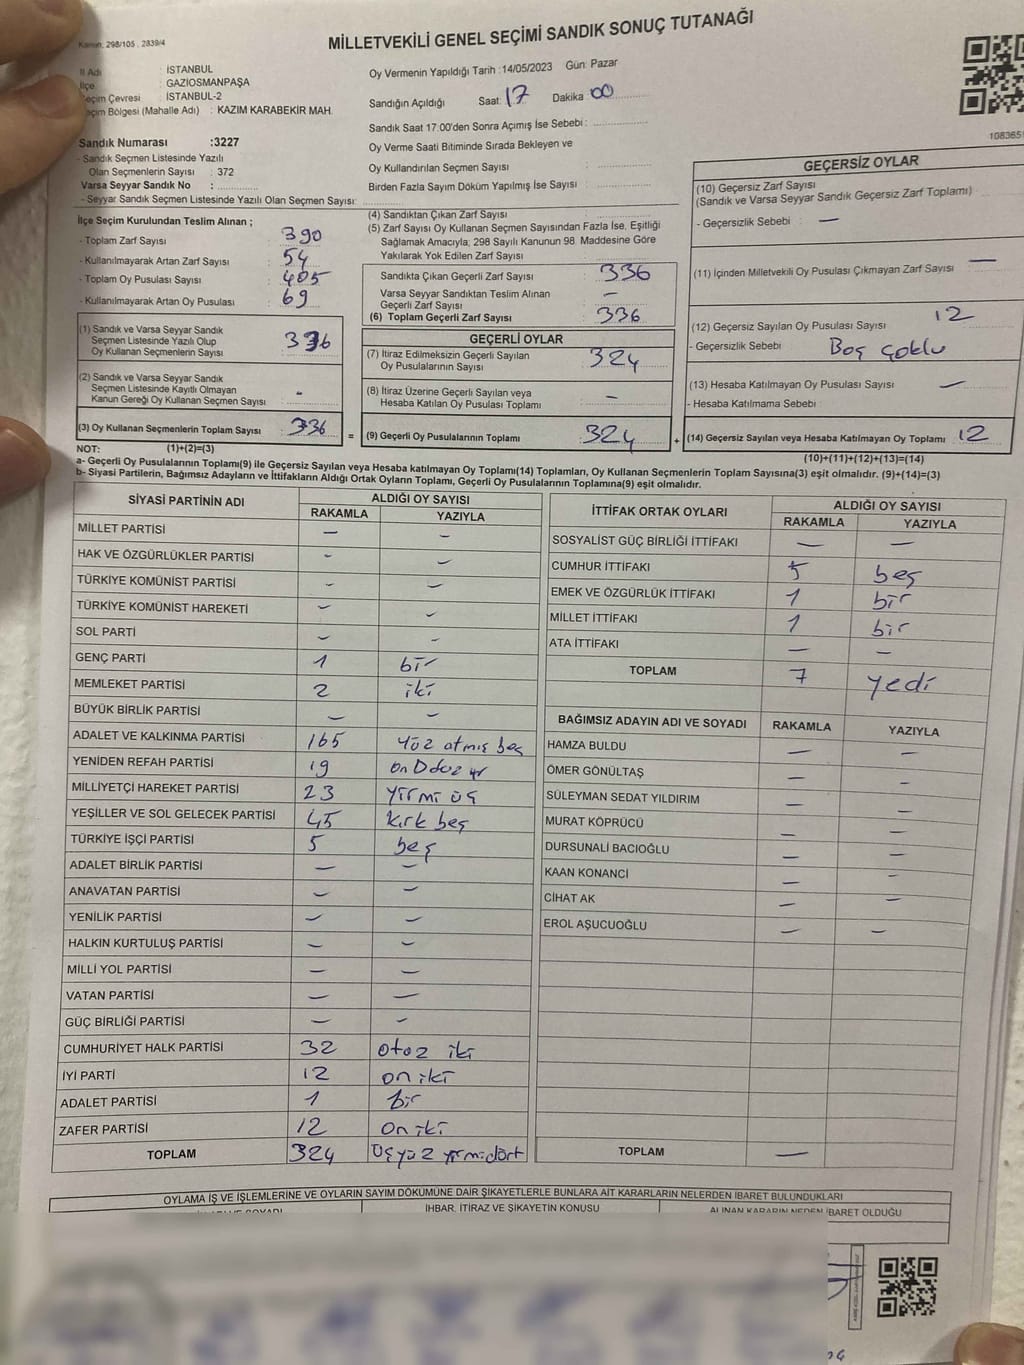 Kanun: 298/105 , 2839/4
MİLLETVEKİLİ GENEL SEÇİMİ SANDIK SONUÇ TUTANAĞI
İl Adı : İSTANBUL
İlçe : GAZİOSMANPAŞA
Seçim Çevresi : İSTANBUL-2
Seçim Bölgesi (Mahalle Adı) : KAZIM KARABEKİR MAH.
Oy Vermenin Yapıldığı Tarih :14/05/2023 Gün: Pazar
Sandığın Açıldığı Saat: 17 Dakika 00
Sandık Saat 17:00'den Sonra Açımış İse Sebebi :
Oy Verme Saati Bitiminde Sırada Bekleyen ve
Oy Kullandırılan Seçmen Sayısı :
Birden Fazla Sayım Döküm Yapılmış İse Sayısı :
Sandık Numarası :3227
- Sandık Seçmen Listesinde Yazılı
Olan Seçmenlerin Sayısı : 372
Varsa Seyyar Sandık No :
- Seyyar Sandık Seçmen Listesinde Yazılı Olan Seçmen Sayısı:
İlçe Seçim Kurulundan Teslim Alınan ;
- Toplam Zarf Sayısı : 390
- Kullanılmayarak Artan Zarf Sayısı : 54
- Toplam Oy Pusulası Sayısı : 405
- Kullanılmayarak Artan Oy Pusulası : 69
(4) Sandıktan Çıkan Zarf Sayısı :
(5) Zarf Sayısı Oy Kullanan Seçmen Sayısından Fazla İse, Eşitliği
Sağlamak Amacıyla; 298 Sayılı Kanunun 98. Maddesine Göre
Yakılarak Yok Edilen Zarf Sayısı :
Sandıkta Çıkan Geçerli Zarf Sayısı : 336
Varsa Seyyar Sandıktan Teslim Alınan
Geçerli Zarf Sayısı : —
(6) Toplam Geçerli Zarf Sayısı : 336
108365
GEÇERSİZ OYLAR
(10) Geçersiz Zarf Sayısı
(Sandık ve Varsa Seyyar Sandık Geçersiz Zarf Toplamı) :
- Geçersizlik Sebebi : —
(11) İçinden Milletvekili Oy Pusulası Çıkmayan Zarf Sayısı : —
(12) Geçersiz Sayılan Oy Pusulası Sayısı : 12
- Geçersizlik Sebebi : Boş çoklu
(13) Hesaba Katılmayan Oy Pusulası Sayısı : —
- Hesaba Katılmama Sebebi :
(14) Geçersiz Sayılan veya Hesaba Katılmayan Oy Toplamı : 12
(10)+(11)+(12)+(13)=(14)
(1) Sandık ve Varsa Seyyar Sandık
Seçmen Listesinde Yazılı Olup
Oy Kullanan Seçmenlerin Sayısı : 336
(2) Sandık ve Varsa Seyyar Sandık
Seçmen Listesinde Kayıtlı Olmayan
Kanun Gereği Oy Kullanan Seçmen Sayısı : -
(3) Oy Kullanan Seçmenlerin Toplam Sayısı : 336 =
GEÇERLİ OYLAR
(7) İtiraz Edilmeksizin Geçerli Sayılan
Oy Pusulalarının Sayısı : 324
(8) İtiraz Üzerine Geçerli Sayılan veya
Hesaba Katılan Oy Pusulası Toplamı : —
(9) Geçerli Oy Pusulalarının Toplamı : 324 +
NOT: (1)+(2)=(3)
a- Geçerli Oy Pusulalarının Toplamı(9) ile Geçersiz Sayılan veya Hesaba katılmayan Oy Toplamı(14) Toplamları, Oy Kullanan Seçmenlerin Toplam Sayısına(3) eşit olmalıdır. (9)+(14)=(3)
b- Siyasi Partilerin, Bağımsız Adayların ve İttifakların Aldığı Ortak Oyların Toplamı, Geçerli Oy Pusulalarının Toplamına(9) eşit olmalıdır.
SİYASİ PARTİNİN ADI ALDIĞI OY SAYISI
RAKAMLA YAZIYLA
MİLLET PARTİSİ — —
HAK VE ÖZGÜRLÜKLER PARTİSİ - —
TÜRKİYE KOMÜNİST PARTİSİ - —
TÜRKİYE KOMÜNİST HAREKETİ — —
SOL PARTİ — -
GENÇ PARTİ 1 bir
MEMLEKET PARTİSİ 2 iki
BÜYÜK BİRLİK PARTİSİ — —
ADALET VE KALKINMA PARTİSİ 165 yüz atmış beş
YENİDEN REFAH PARTİSİ 19
MİLLİYETÇİ HAREKET PARTİSİ 23 yirmi üç
YEŞİLLER VE SOL GELECEK PARTİSİ 45 kırk beş
TÜRKİYE İŞÇİ PARTİSİ 5 beş
ADALET BİRLİK PARTİSİ — —
ANAVATAN PARTİSİ — —
YENİLİK PARTİSİ — —
HALKIN KURTULUŞ PARTİSİ — —
MİLLİ YOL PARTİSİ — —
VATAN PARTİSİ — —
GÜÇ BİRLİĞİ PARTİSİ — —
CUMHURİYET HALK PARTİSİ 32 otuz iki
İYİ PARTİ 12 on iki
ADALET PARTİSİ 1 bir
ZAFER PARTİSİ 12 on iki
TOPLAM 324 üçyüz yirmidört
İTTİFAK ORTAK OYLARI ALDIĞI OY SAYISI
RAKAMLA YAZIYLA
SOSYALİST GÜÇ BİRLİĞİ İTTİFAKI — —
CUMHUR İTTİFAKI 5 beş
EMEK VE ÖZGÜRLÜK İTTİFAKI 1 bir
MİLLET İTTİFAKI 1 bir
ATA İTTİFAKI — —
TOPLAM 7 yedi
BAĞIMSIZ ADAYIN ADI VE SOYADI RAKAMLA YAZIYLA
HAMZA BULDU — —
ÖMER GÖNÜLTAŞ — —
SÜLEYMAN SEDAT YILDIRIM — —
MURAT KÖPRÜCÜ — —
DURSUNALİ BACIOĞLU — —
KAAN KONANCİ — —
CİHAT AK — —
EROL AŞUCUOĞLU — —
TOPLAM —
OYLAMA İŞ VE İŞLEMLERİNE VE OYLARIN SAYIM DÖKÜMÜNE DAİR ŞİKAYETLERLE BUNLARA AİT KARARLARIN NELERDEN İBARET BULUNDUKLARI
İHBAR, İTİRAZ VE ŞİKAYETİN KONUSU
ALINAN KARARIN NEDEN İBARET OLDUĞU